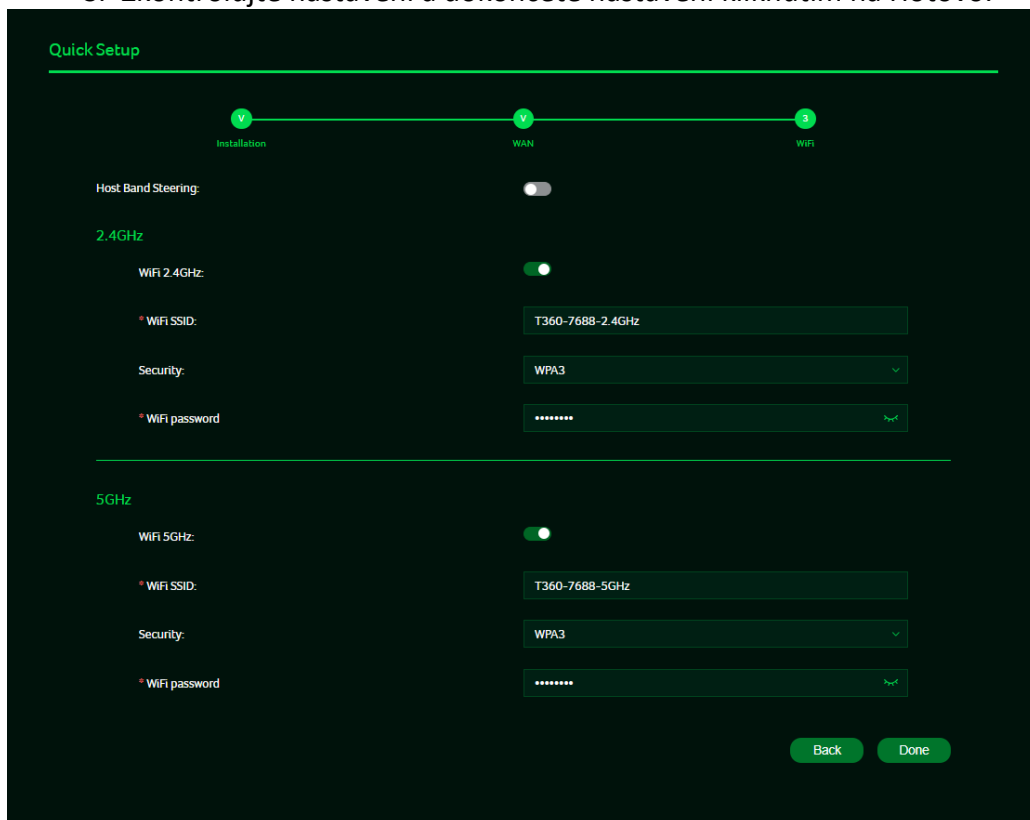 Quick Setup
V
V
3
Installation
WAN
WiFi
Host Band Steering:
2.4GHz
WiFi 2.4GHz:
* WiFi SSID:
T360-7688-2.4GHz
Security:
WPA3
* WiFi password
••••••••
5GHz
WiFi 5GHz:
* WiFi SSID:
T360-7688-5GHz
Security:
WPA3
* WiFi password
••••••••
Back
Done